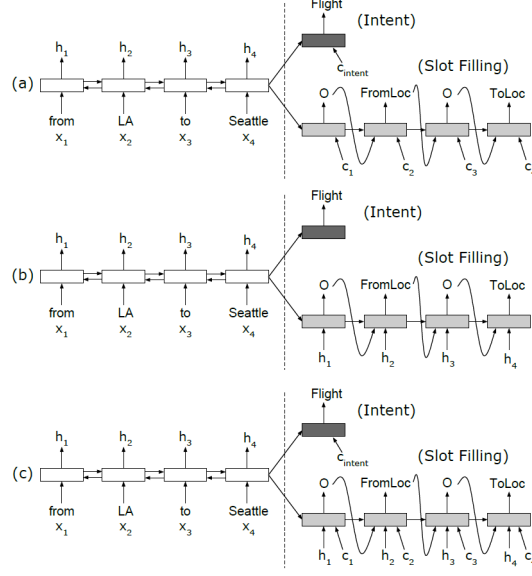 Flight
(Intent)
h1 h2 h3 h4
cintent
(Slot Filling)
(a)
O FromLoc O ToLoc
from LA to Seattle
x1 x2 x3 x4
c1 c2 c3 c
Flight
(Intent)
h1 h2 h3 h4
(Slot Filling)
(b)
O FromLoc O ToLoc
from LA to Seattle
x1 x2 x3 x4
h1 h2 h3 h4
Flight
(Intent)
h1 h2 h3 h4
cintent
(Slot Filling)
(c)
O FromLoc O ToLoc
from LA to Seattle
x1 x2 x3 x4
h1 c1 h2 c2 h3 c3 h4 c